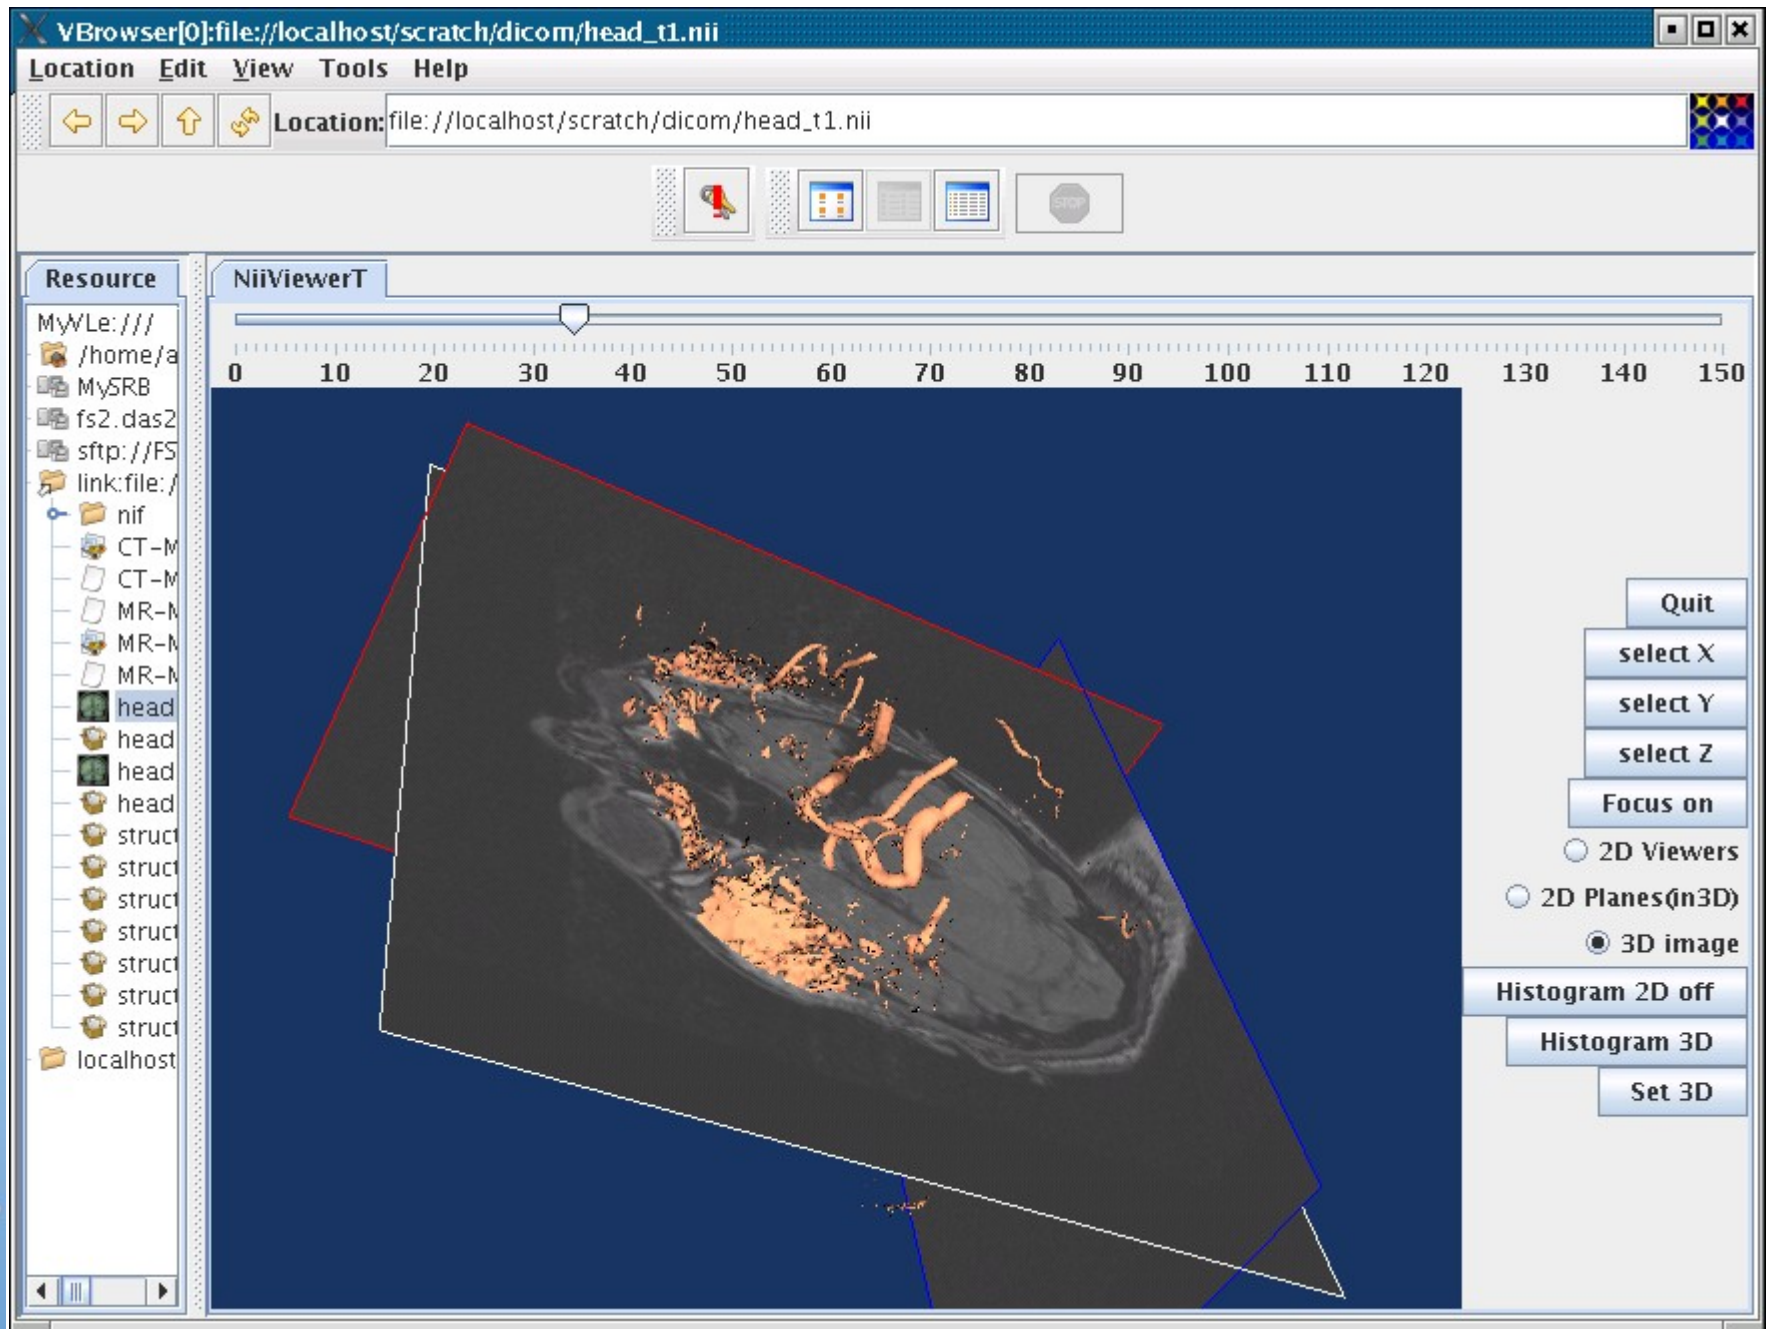 VBrowser[0]:file://localhost/scratch/dicom/head_t1.nii
Location Edit View Tools Help
Location: file://localhost/scratch/dicom/head_t1.nii
STOP
Resource
NiiViewerT
MyVLe:///
/home/a
MySRB
fs2.das2
sftp://FS
link:file:/
nif
CT-M
CT-M
MR-M
MR-M
MR-M
head
head
head
head
struct
struct
struct
struct
struct
struct
struct
localhost
0 10 20 30 40 50 60 70 80 90 100 110 120 130 140 150
Quit
select X
select Y
select Z
Focus on
2D Viewers
2D Planes(in3D)
3D image
Histogram 2D off
Histogram 3D
Set 3D